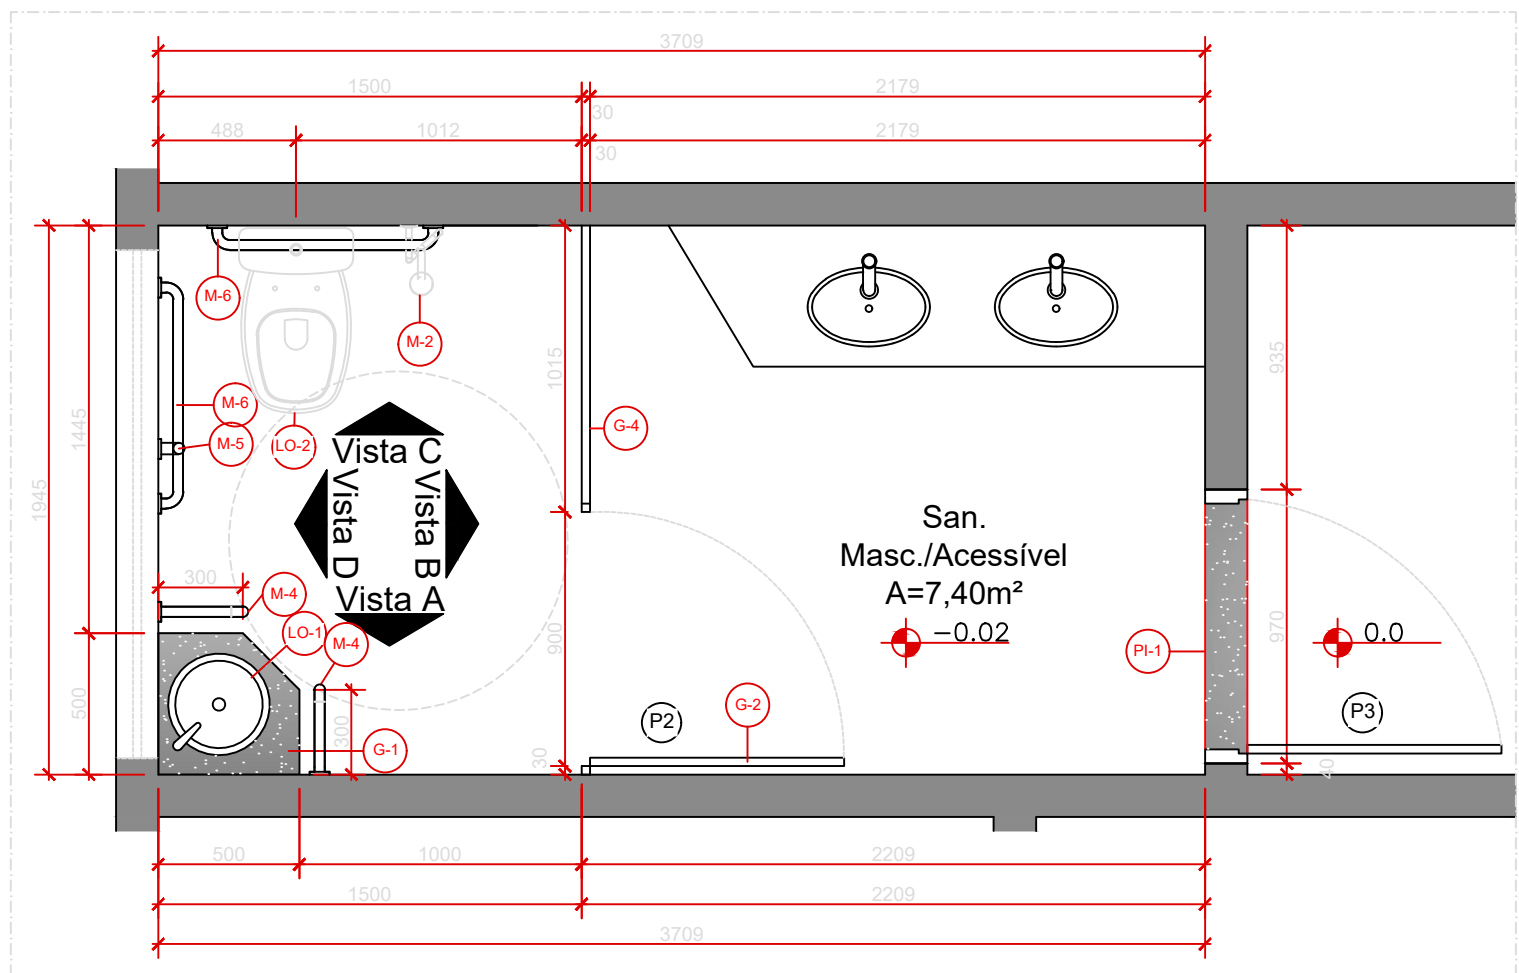 3709
1500
2179
30
488
1012
2179
30
M-6
M-2
935
1015
M-6
G-4
1445
M-5
LO-2
Vista C
Vista D
Vista B
1945
San.
Masc./Acessível
A=7,40m²
−0.02
300
M-4
Vista A
LO-1
M-4
900
PI-1
970
0.0
500
P2
G-2
P3
300
G-1
30
40
500
1000
2209
1500
2209
3709